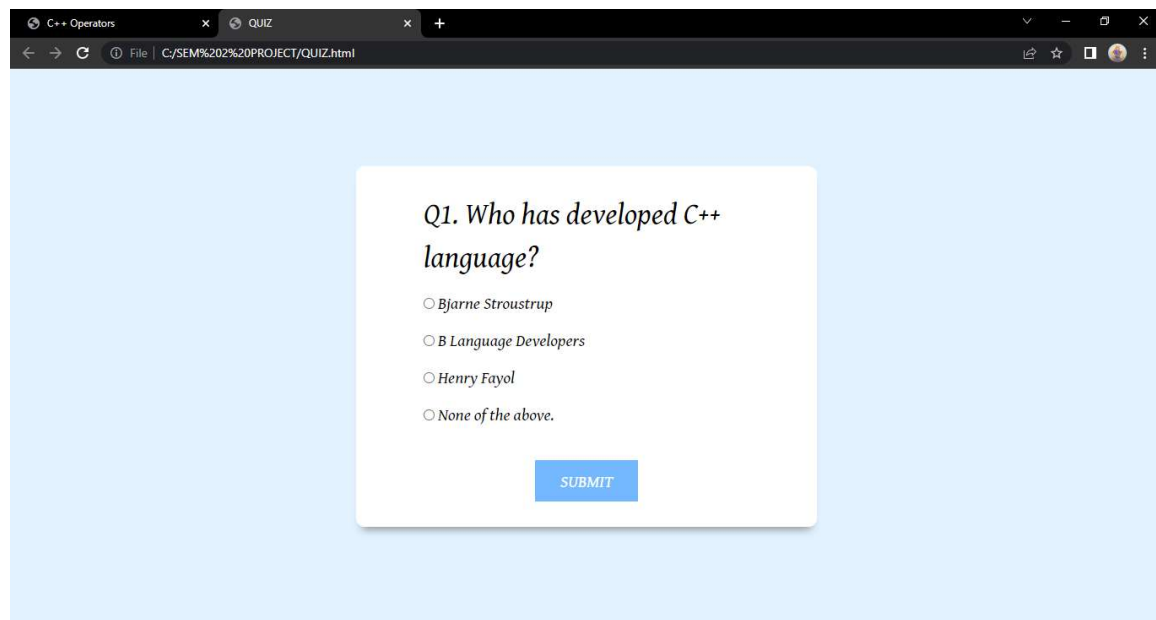 C++ Operators
QUIZ
File
C:/SEM%202%20PROJECT/QUIZ.html
Q1. Who has developed C++
language?
Bjarne Stroustrup
B Language Developers
Henry Fayol
None of the above.
SUBMIT